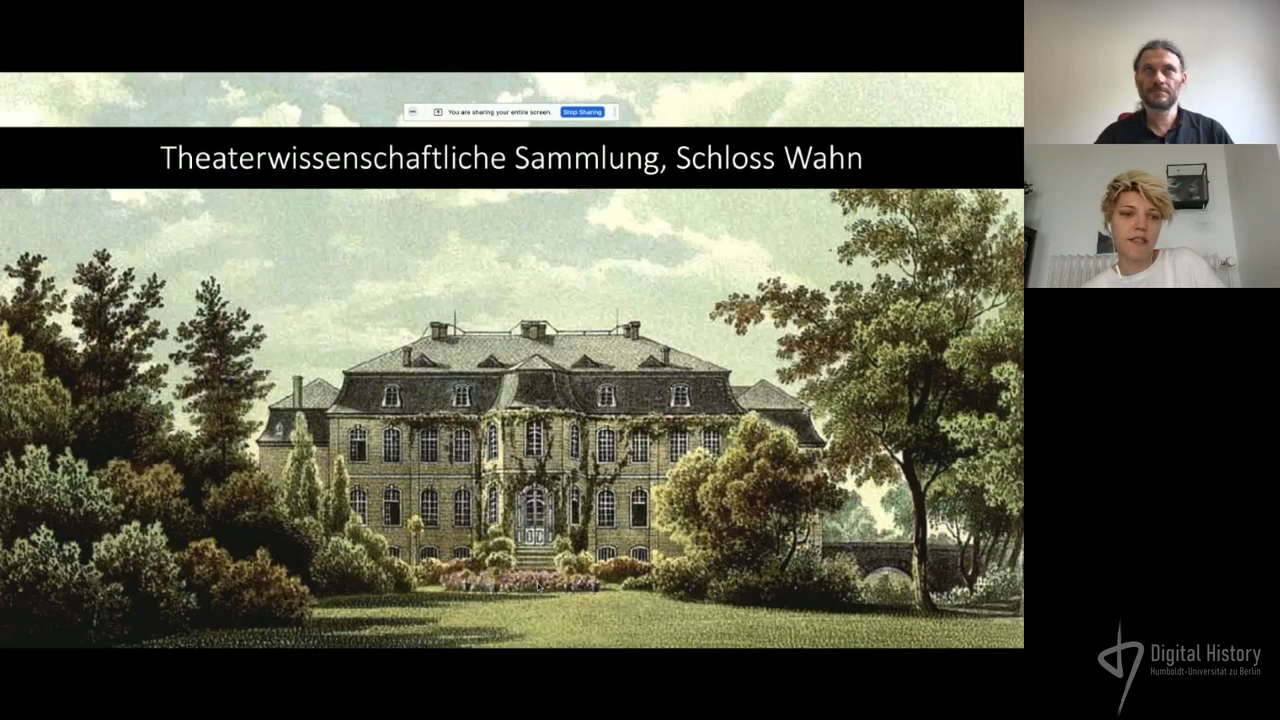 You are sharing your entire screen. Stop Sharing
Theaterwissenschaftliche Sammlung, Schloss Wahn
Digital History
Humboldt-Universität zu Berlin